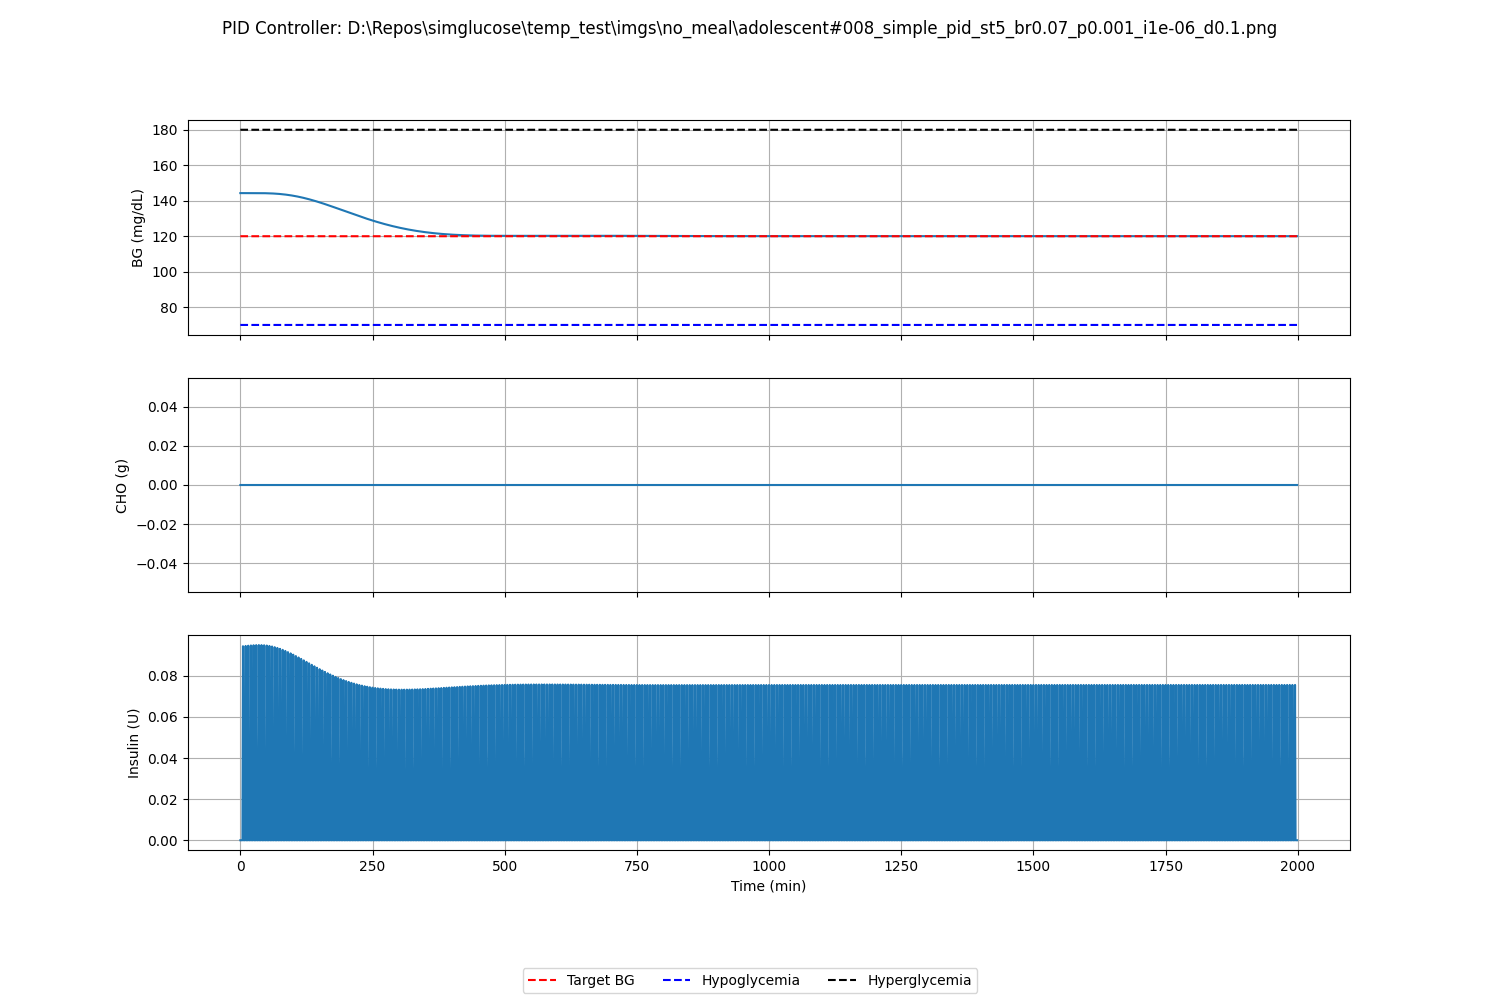 PID Controller: D:\Repos\simglucose\temp_test\imgs\no_meal\adolescent#008_simple_pid_st5_br0.07_p0.001_i1e-06_d0.1.png
180
160
140
120
100
80
BG (mg/dL)
0.04
0.02
0.00
−0.02
−0.04
CHO (g)
0.08
0.06
0.04
0.02
0.00
Insulin (U)
0 250 500 750 1000 1250 1500 1750 2000
Time (min)
Target BG Hypoglycemia Hyperglycemia